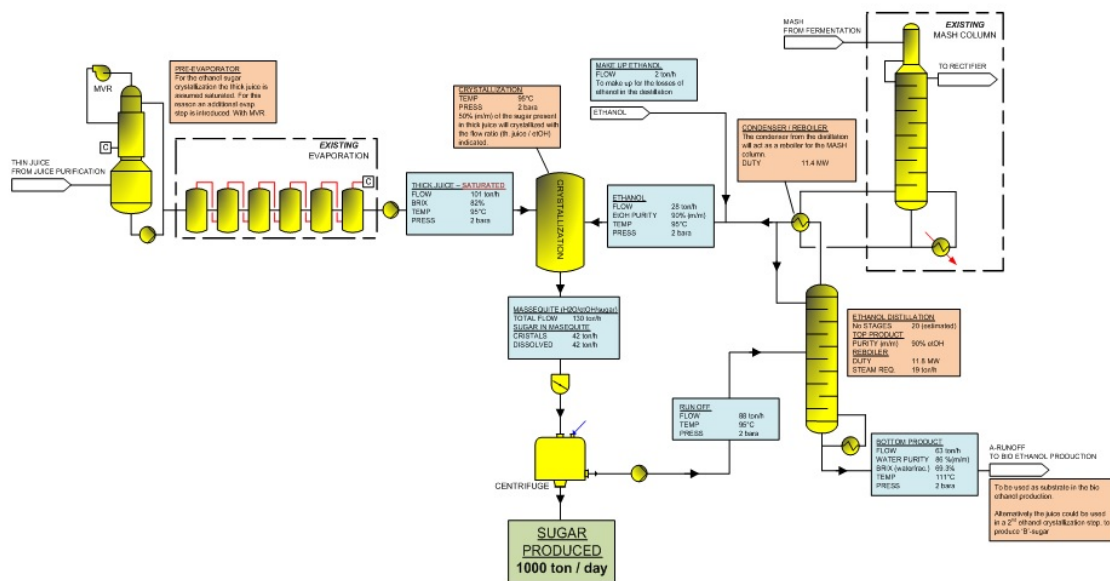 MVR
C
THIN JUICE
FROM JUICE PURIFICATION
PRE-EVAPORATOR
For the ethanol sugar
crystallization the thick juice is
assumed saturated. For this
reason an additional evap
step is introduced. With MVR.
EXISTING
EVAPORATION
C
THICK JUICE – SATURATED
FLOW 101 ton/h
BRIX 82%
TEMP 95°C
PRESS 2 bara
CRYSTALLIZATION
TEMP 95°C
PRESS 2 bara
50% (m/m) of the sugar present
in thick juice will crystallized with
the flow ratio (th. juice / etOH)
indicated.
CRYSTALLIZATION
MAKE UP ETHANOL
FLOW 2 ton/h
To make up for the losses of
ethanol in the destillation
ETHANOL
ETHANOL
FLOW 28 ton/h
EtOH PURITY 90% (m/m)
TEMP 95°C
PRESS 2 bara
CONDENSER / REBOILER
The condenser from the distillation
will act as a reboiler for the MASH
column.
DUTY 11.4 MW
MASH
FROM FERMENTATION
EXISTING
MASH COLUMN
TO RECTIFIER
MASSEQUITE (H2O/etOH/sugar)
TOTAL FLOW 130 ton/h
SUGAR IN MASEQUITE
CRISTALS 42 ton/h
DISSOLVED 42 ton/h
CENTRIFUGE
SUGAR
PRODUCED
1000 ton / day
RUN OFF
FLOW 88 ton/h
TEMP 95°C
PRESS 2 bara
ETHANOL DISTILLATION
No STAGES 20 (estimated)
TOP PRODUCT
PURITY (m/m) 90% etOH
REBOILER
DUTY 11.8 MW
STEAM REQ. 19 ton/h
BOTTOM PRODUCT
FLOW 63 ton/h
WATER PURITY 86 %(m/m)
BRIX (water/rac.) 69.3%
TEMP 111°C
PRESS 2 bara
A-RUNOFF
TO BIO ETHANOL PRODUCTION
To be used as substrate in the bio
ethanol production.
Alternatively the juice could be used
in a 2nd ethanol crystallization step, to
produce 'B'-sugar